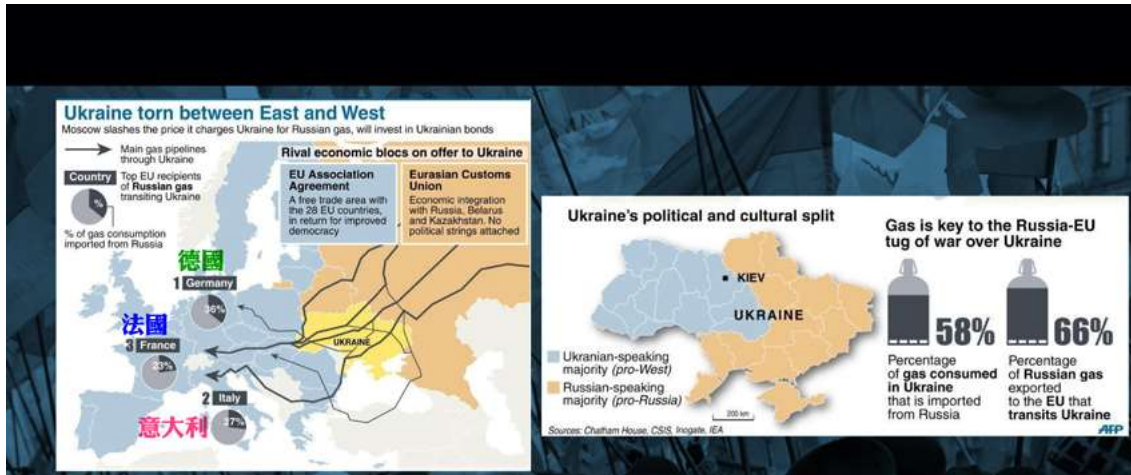 Ukraine torn between East and West
Moscow slashes the price it charges Ukraine for Russian gas, will invest in Ukrainian bonds
Main gas pipelines
through Ukraine
Country
%
Top EU recipients
of Russian gas
transiting Ukraine
% of gas consumption
imported from Russia
Rival economic blocs on offer to Ukraine
EU Association
Agreement
A free trade area with
the 28 EU countries,
in return for improved
democracy
Eurasian Customs
Union
Economic integration
with Russia, Belarus
and Kazakhstan. No
political strings attached
德國
1 Germany
36%
法國
3 France
23%
2 Italy
意大利
27%
UKRAINE
Ukraine's political and cultural split
KIEV
UKRAINE
Ukranian-speaking
majority (pro-West)
Russian-speaking
majority (pro-Russia)
200 km
Sources: Chatham House, CSIS, Inogate, IEA
Gas is key to the Russia-EU
tug of war over Ukraine
58%
Percentage
of gas consumed
in Ukraine
that is imported
from Russia
66%
Percentage
of Russian gas
exported
to the EU that
transits Ukraine
AFP